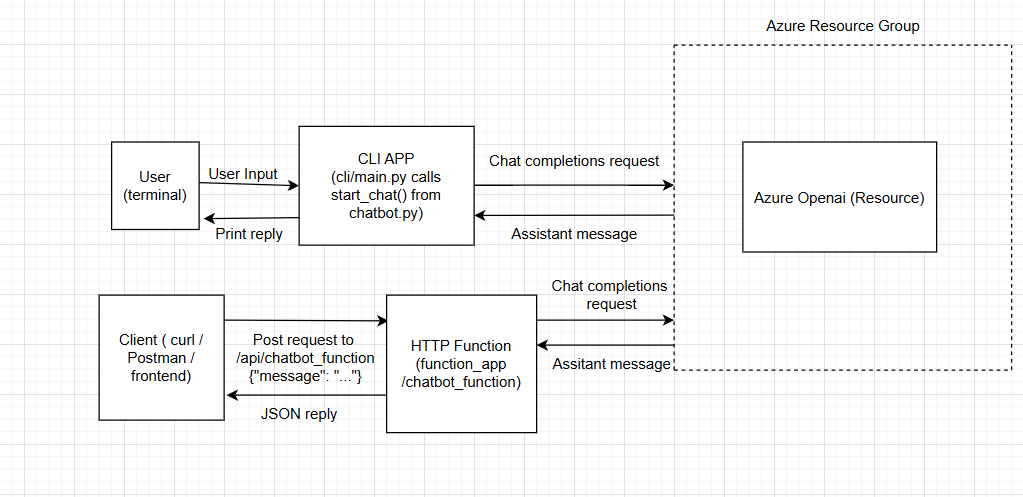 Azure Resource Group
User
(terminal)
User Input
Print reply
CLI APP
(cli/main.py calls
start_chat() from
chatbot.py)
Chat completions request
Assistant message
Azure Openai (Resource)
Client ( curl /
Postman /
frontend)
Post request to
/api/chatbot_function
{"message": "..."}
JSON reply
HTTP Function
(function_app
/chatbot_function)
Chat completions
request
Assitant message